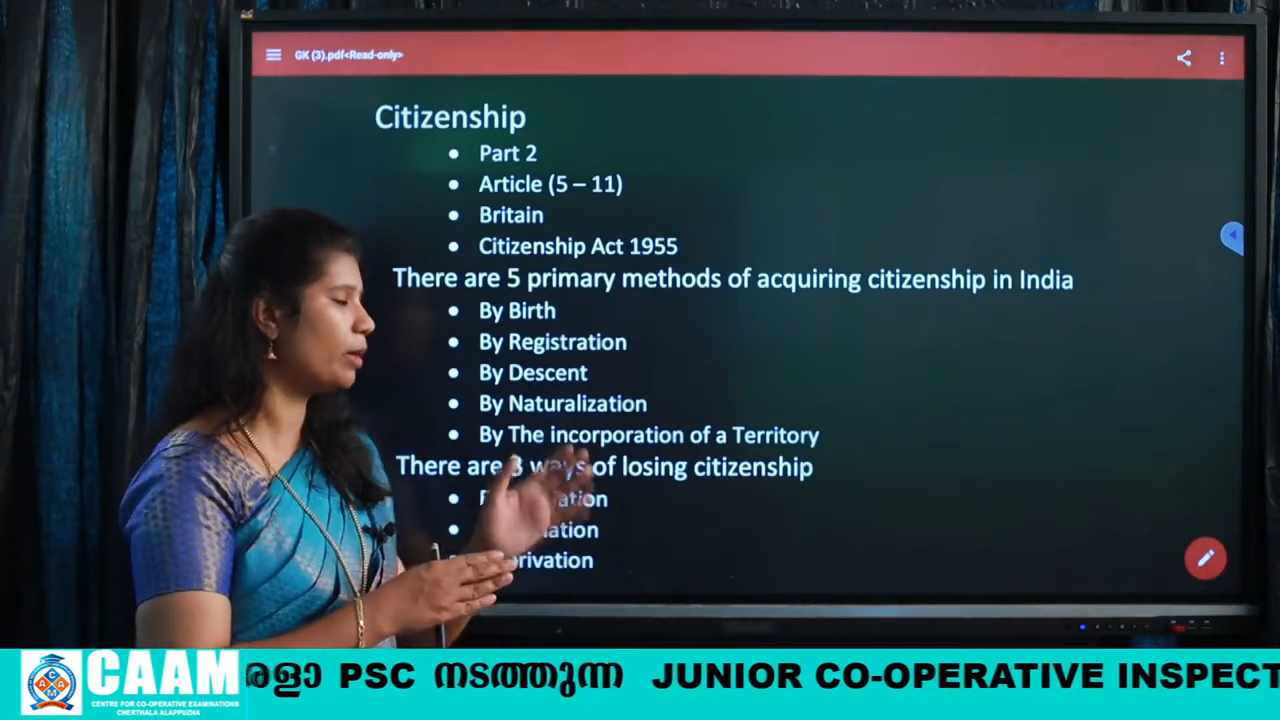 GK (3).pdf<Read-only>
Citizenship
• Part 2
• Article (5 – 11)
• Britain
• Citizenship Act 1955
There are 5 primary methods of acquiring citizenship in India
• By Birth
• By Registration
• By Descent
• By Naturalization
• By The incorporation of a Territory
There are 3 ways of losing citizenship
CAAM
CENTRE FOR CO-OPERATIVE EXAMINATIONS
CHERTHALA ALAPPUZHA
രളാ PSC നടത്തുന്ന JUNIOR CO-OPERATIVE INSPECT